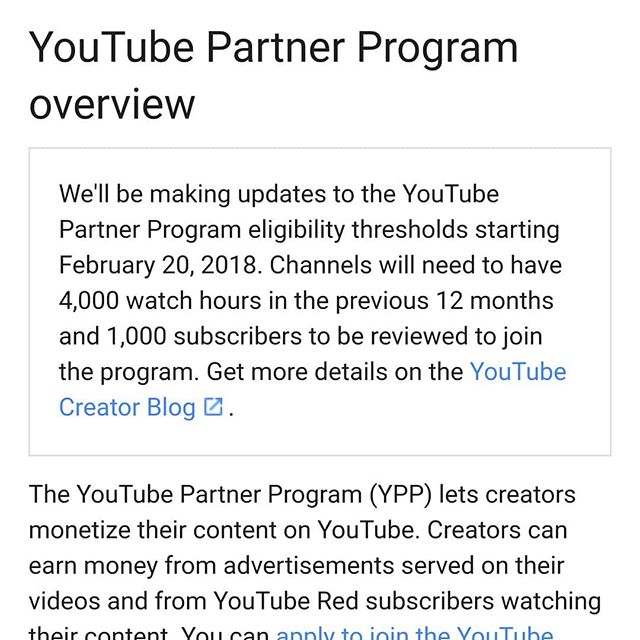 YouTube Partner Program
overview
We'll be making updates to the YouTube
Partner Program eligibility thresholds starting
February 20, 2018. Channels will need to have
4,000 watch hours in the previous 12 months
and 1,000 subscribers to be reviewed to join
the program. Get more details on the YouTube
Creator Blog .
The YouTube Partner Program (YPP) lets creators
monetize their content on YouTube. Creators can
earn money from advertisements served on their
videos and from YouTube Red subscribers watching
their content. You can apply to join the YouTube